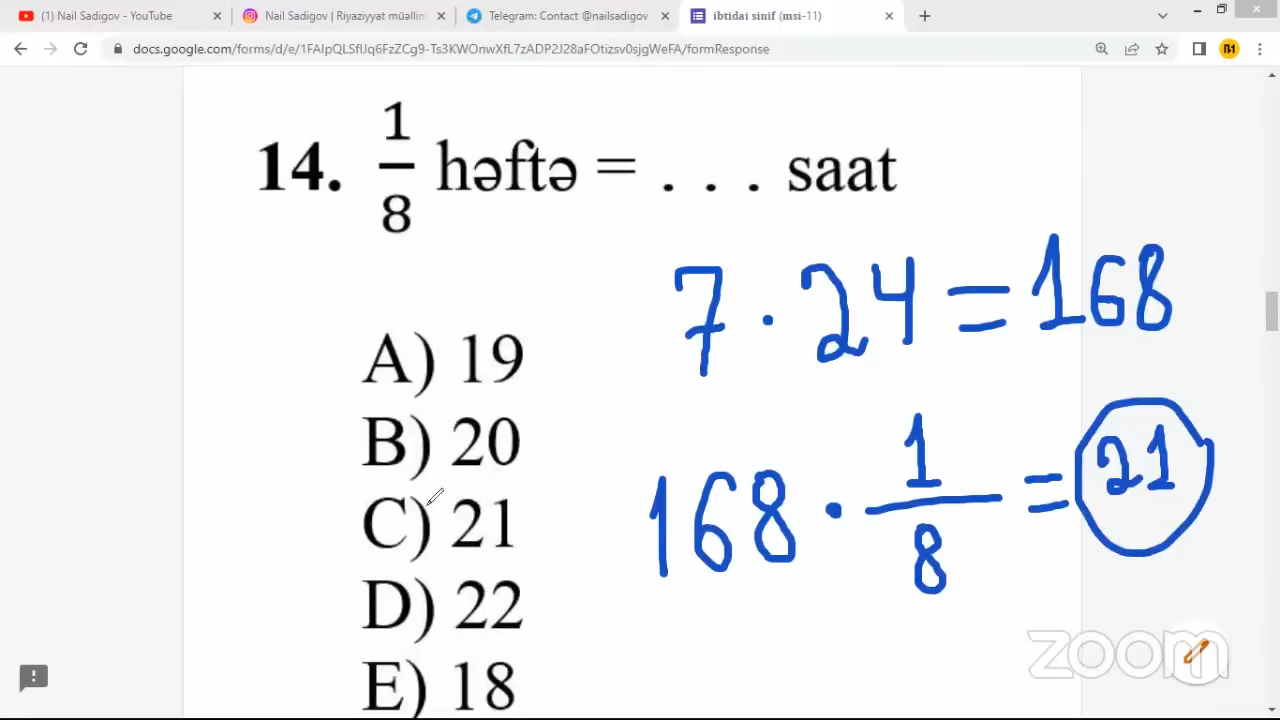 (1) Nail Sadigov - YouTube
Nail Sadigov | Riyaziyyat müəllim
Telegram: Contact @nailsadigov
ibtidai sinif (msi-11)
docs.google.com/forms/d/e/1FAIpQLSfUq6FzZCg9-Ts3KWOnwXfL7zADP2J28aFOtizsv0sjgWeFA/formResponse
14. 1/8 həftə = . . . saat
7 · 24 = 168
A) 19
B) 20
168 · 1/8 = 21
C) 21
D) 22
E) 18
zoom